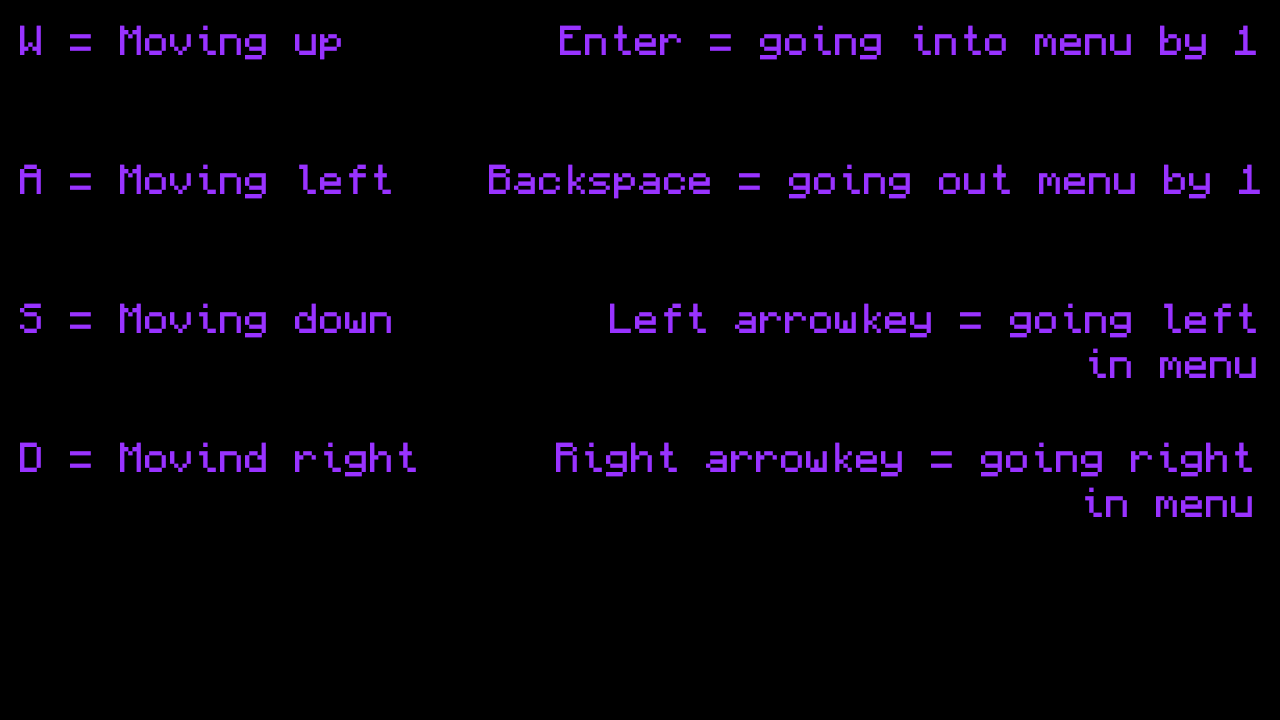 W = Moving up
Enter = going into menu by 1
A = Moving left
Backspace = going out menu by 1
S = Moving down
Left arrowkey = going left
in menu
D = Movind right
Right arrowkey = going right
in menu